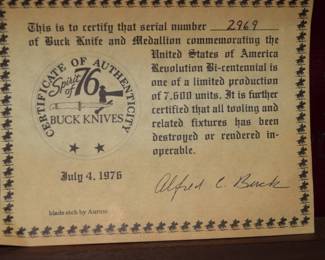 This is to certify that serial number 2969
of Buck Knife and Medallion commemorating the
United States of America
Revolution Bi-centennial is
one of a limited production
of 7,600 units. It is further
certified that all tooling and
related fixtures has been
destroyed or rendered in-
operable.
CERTIFICATE OF AUTHENTICITY
Spirit of 76
BUCK KNIVES
July 4, 1976
Alfred C Buck
blade etch by Aurum